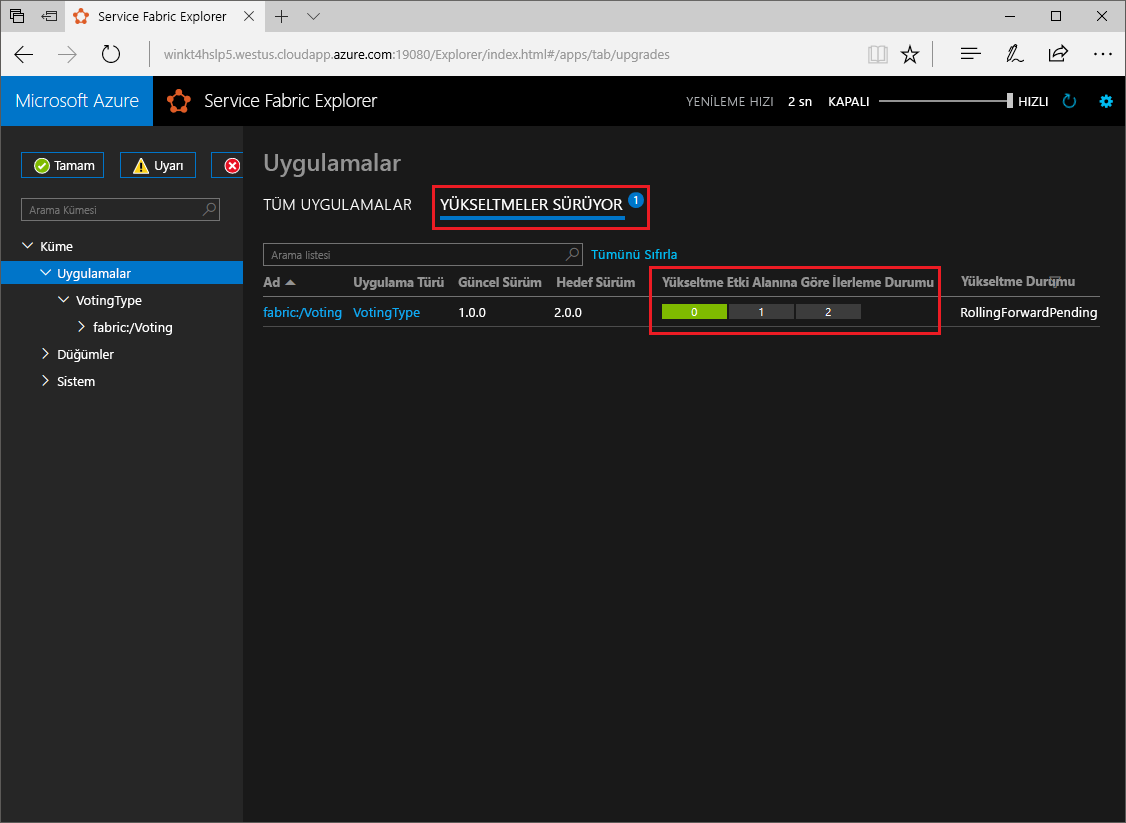 Service Fabric Explorer
winkt4hslp5.westus.cloudapp.azure.com:19080/Explorer/index.html#/apps/tab/upgrades
Microsoft Azure Service Fabric Explorer YENİLEME HIZI 2 sn KAPALI HIZLI
Tamam Uyarı
Arama Kümesi
Küme
Uygulamalar
VotingType
fabric:/Voting
Düğümler
Sistem
Uygulamalar
TÜM UYGULAMALAR YÜKSELTMELER SÜRÜYOR 1
Arama listesi Tümünü Sıfırla
Ad Uygulama Türü Güncel Sürüm Hedef Sürüm Yükseltme Etki Alanına Göre İlerleme Durumu Yükseltme Durumu
fabric:/Voting VotingType 1.0.0 2.0.0 0 1 2 RollingForwardPending